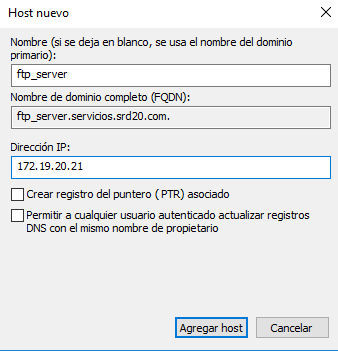 Host nuevo
Nombre (si se deja en blanco, se usa el nombre del dominio
primario):
ftp_server
Nombre de dominio completo (FQDN):
ftp_server.servicios.srd20.com.
Dirección IP:
172.19.20.21
Crear registro del puntero (PTR) asociado
Permitir a cualquier usuario autenticado actualizar registros
DNS con el mismo nombre de propietario
Agregar host Cancelar